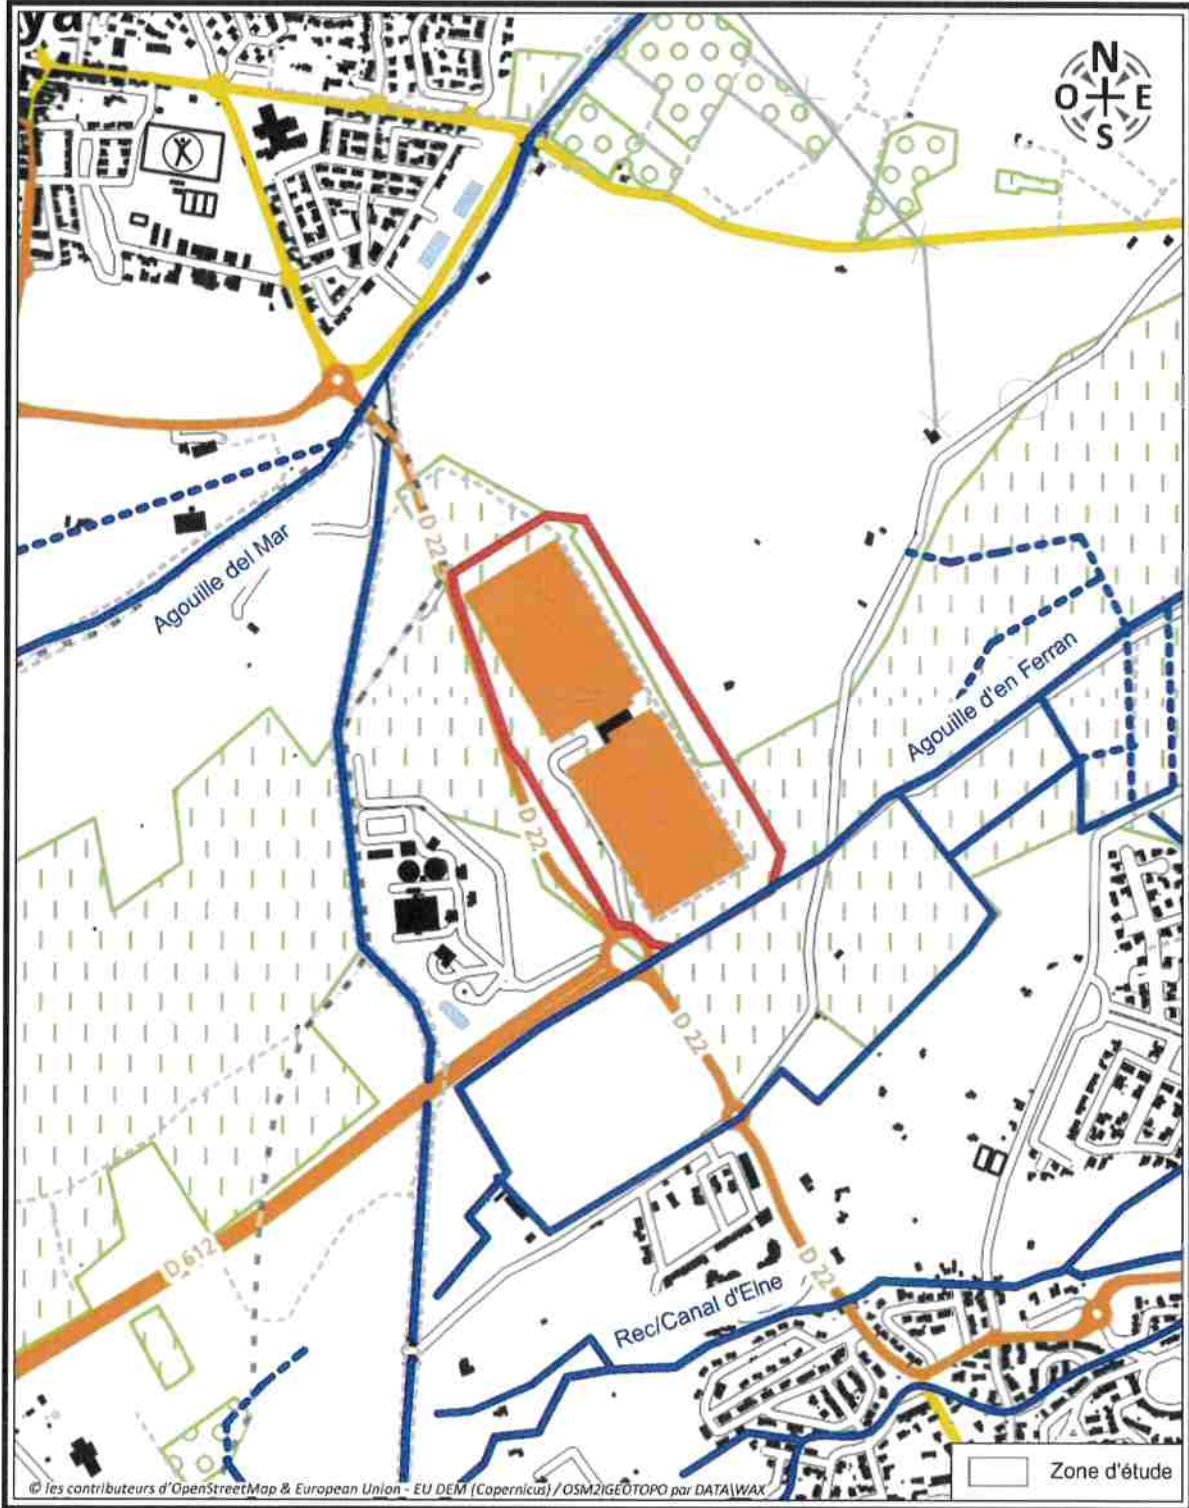 ya
N
O E
S
D 22
Agouille del Mar
Agouille d'en Ferran
D 22
D 22
D 612
D 22
Rec/Canal d'Elne
Zone d'étude
© les contributeurs d'OpenStreetMap & European Union - EU DEM (Copernicus) / OSM2IGEOTOPO par DATA\WAX